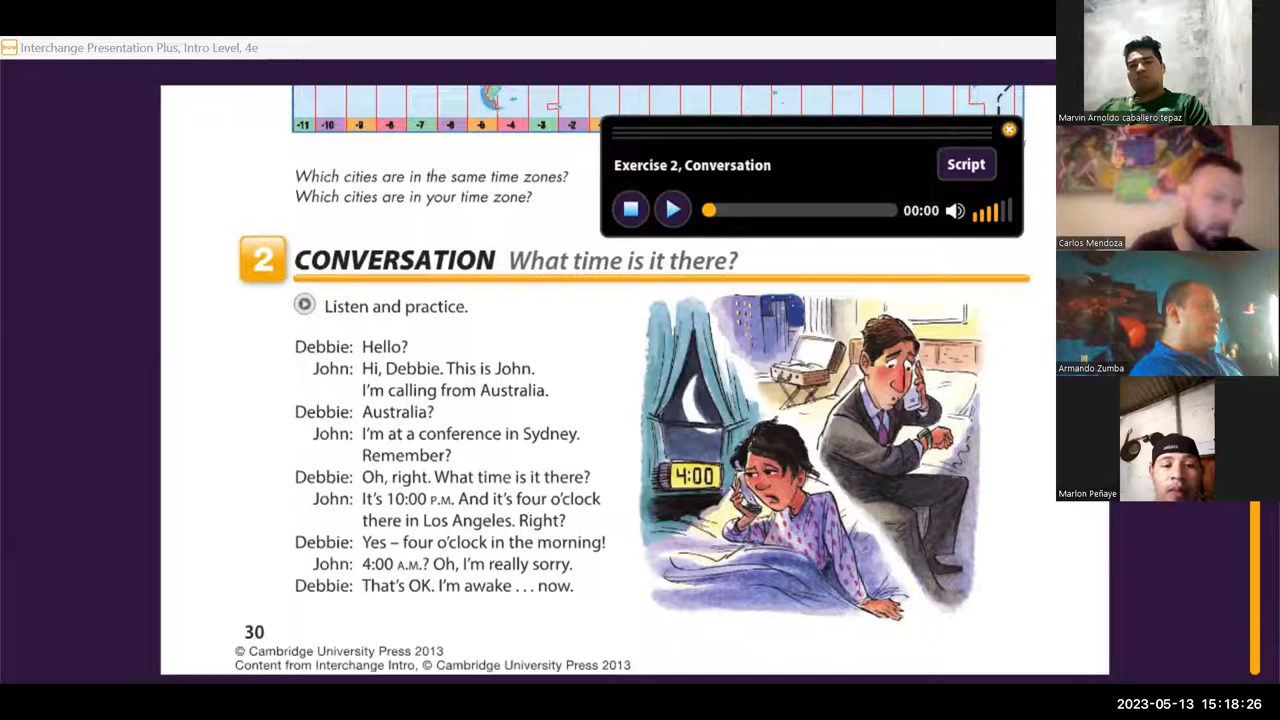 Interchange Presentation Plus, Intro Level, 4e
-11 -10 -9 -8 -7 -6 -5 -4 -3 -2
Which cities are in the same time zones?
Which cities are in your time zone?
Exercise 2, Conversation
Script
00:00
2 CONVERSATION What time is it there?
Listen and practice.
Debbie: Hello?
John: Hi, Debbie. This is John.
I'm calling from Australia.
Debbie: Australia?
John: I'm at a conference in Sydney.
Remember?
Debbie: Oh, right. What time is it there?
John: It's 10:00 P.M. And it's four o'clock
there in Los Angeles. Right?
Debbie: Yes – four o'clock in the morning!
John: 4:00 A.M.? Oh, I'm really sorry.
Debbie: That's OK. I'm awake . . . now.
4:00
30
© Cambridge University Press 2013
Content from Interchange Intro, © Cambridge University Press 2013
Marvin Arnoldo caballero tepaz
Carlos Mendoza
Armando Zumba
adidas
Marlon Peñaye
2023-05-13 15:18:26